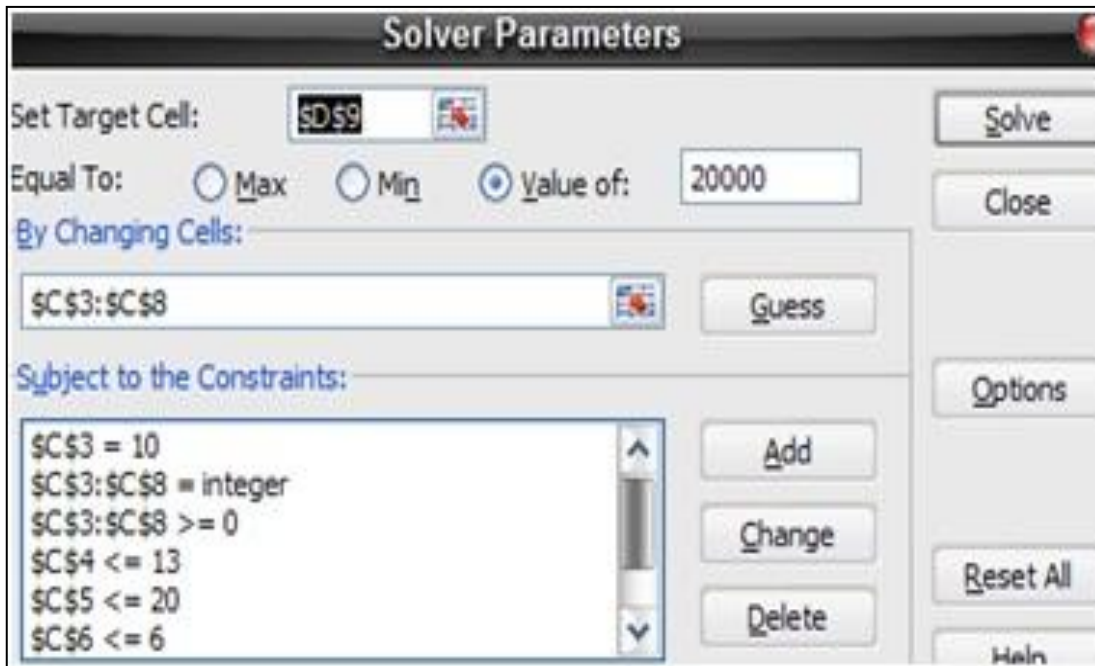 Solver Parameters
Set Target Cell: $D$9 Solve
Equal To: Max Min Value of: 20000 Close
By Changing Cells:
$C$3:$C$8 Guess
Subject to the Constraints: Options
$C$3 = 10 Add
$C$3:$C$8 = integer
$C$3:$C$8 >= 0 Change
$C$4 <= 13 Reset All
$C$5 <= 20 Delete
$C$6 <= 6 Help